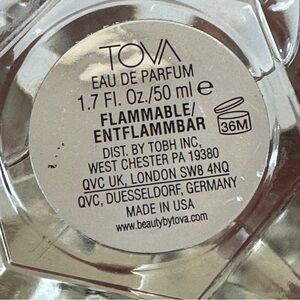 TOVA
EAU DE PARFUM
1.7 Fl. Oz./50 ml e
FLAMMABLE/
ENTFLAMMBAR
36M
DIST. BY TOBH INC,
WEST CHESTER PA 19380
QVC UK, LONDON SW8 4NQ
QVC, DUESSELDORF, GERMANY
MADE IN USA
www.beautybytova.com